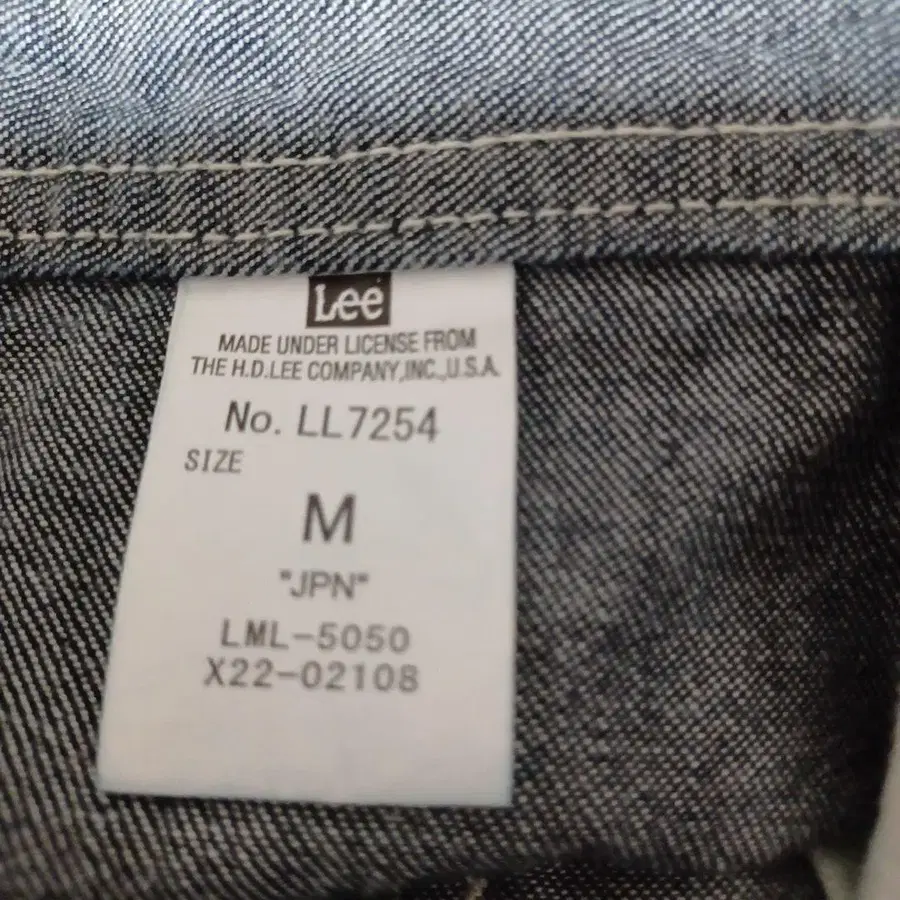 Lee
MADE UNDER LICENSE FROM
THE H.D.LEE COMPANY,INC.,U.S.A.
No. LL7254
SIZE
M
"JPN"
LML-5050
X22-02108